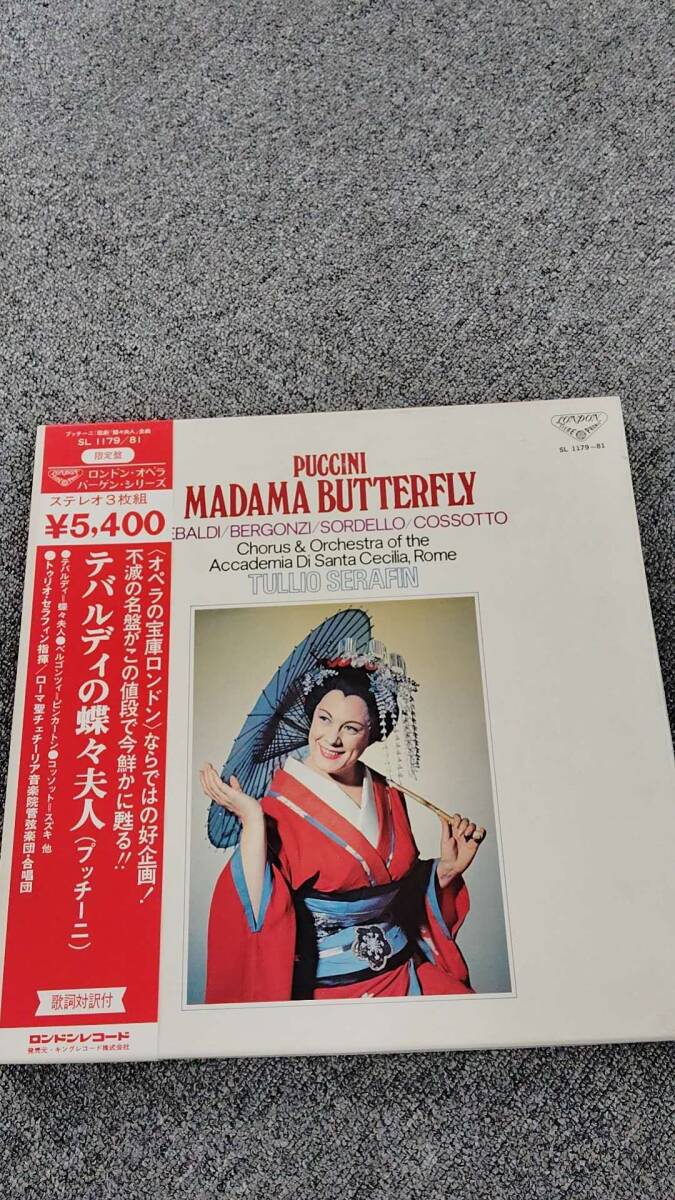 プッチーニ:歌劇「蝶々夫人」全曲
SL 1179/81
限定盤
ロンドン・オペラ
バーゲン・シリーズ
ステレオ3枚組
¥5,400
〈オペラの宝庫ロンドン〉ならではの好企画!
不滅の名盤がこの値段で今鮮かに甦る!!
テバルディの蝶々夫人(プッチーニ)
●テバルディ=蝶々夫人●ベルゴンツィ=ピンカートン●コッソット=スズキ 他
●トゥリオ・セラフィン指揮/ローマ聖チェチーリア音楽院管弦楽団・合唱団
歌詞対訳付
ロンドンレコード
発売元・キングレコード株式会社
LONDON
SL 1179~81
PUCCINI
MADAMA BUTTERFLY
EBALDI/BERGONZI/SORDELLO/COSSOTTO
Chorus & Orchestra of the
Accademia Di Santa Cecilia, Rome
TULLIO SERAFIN